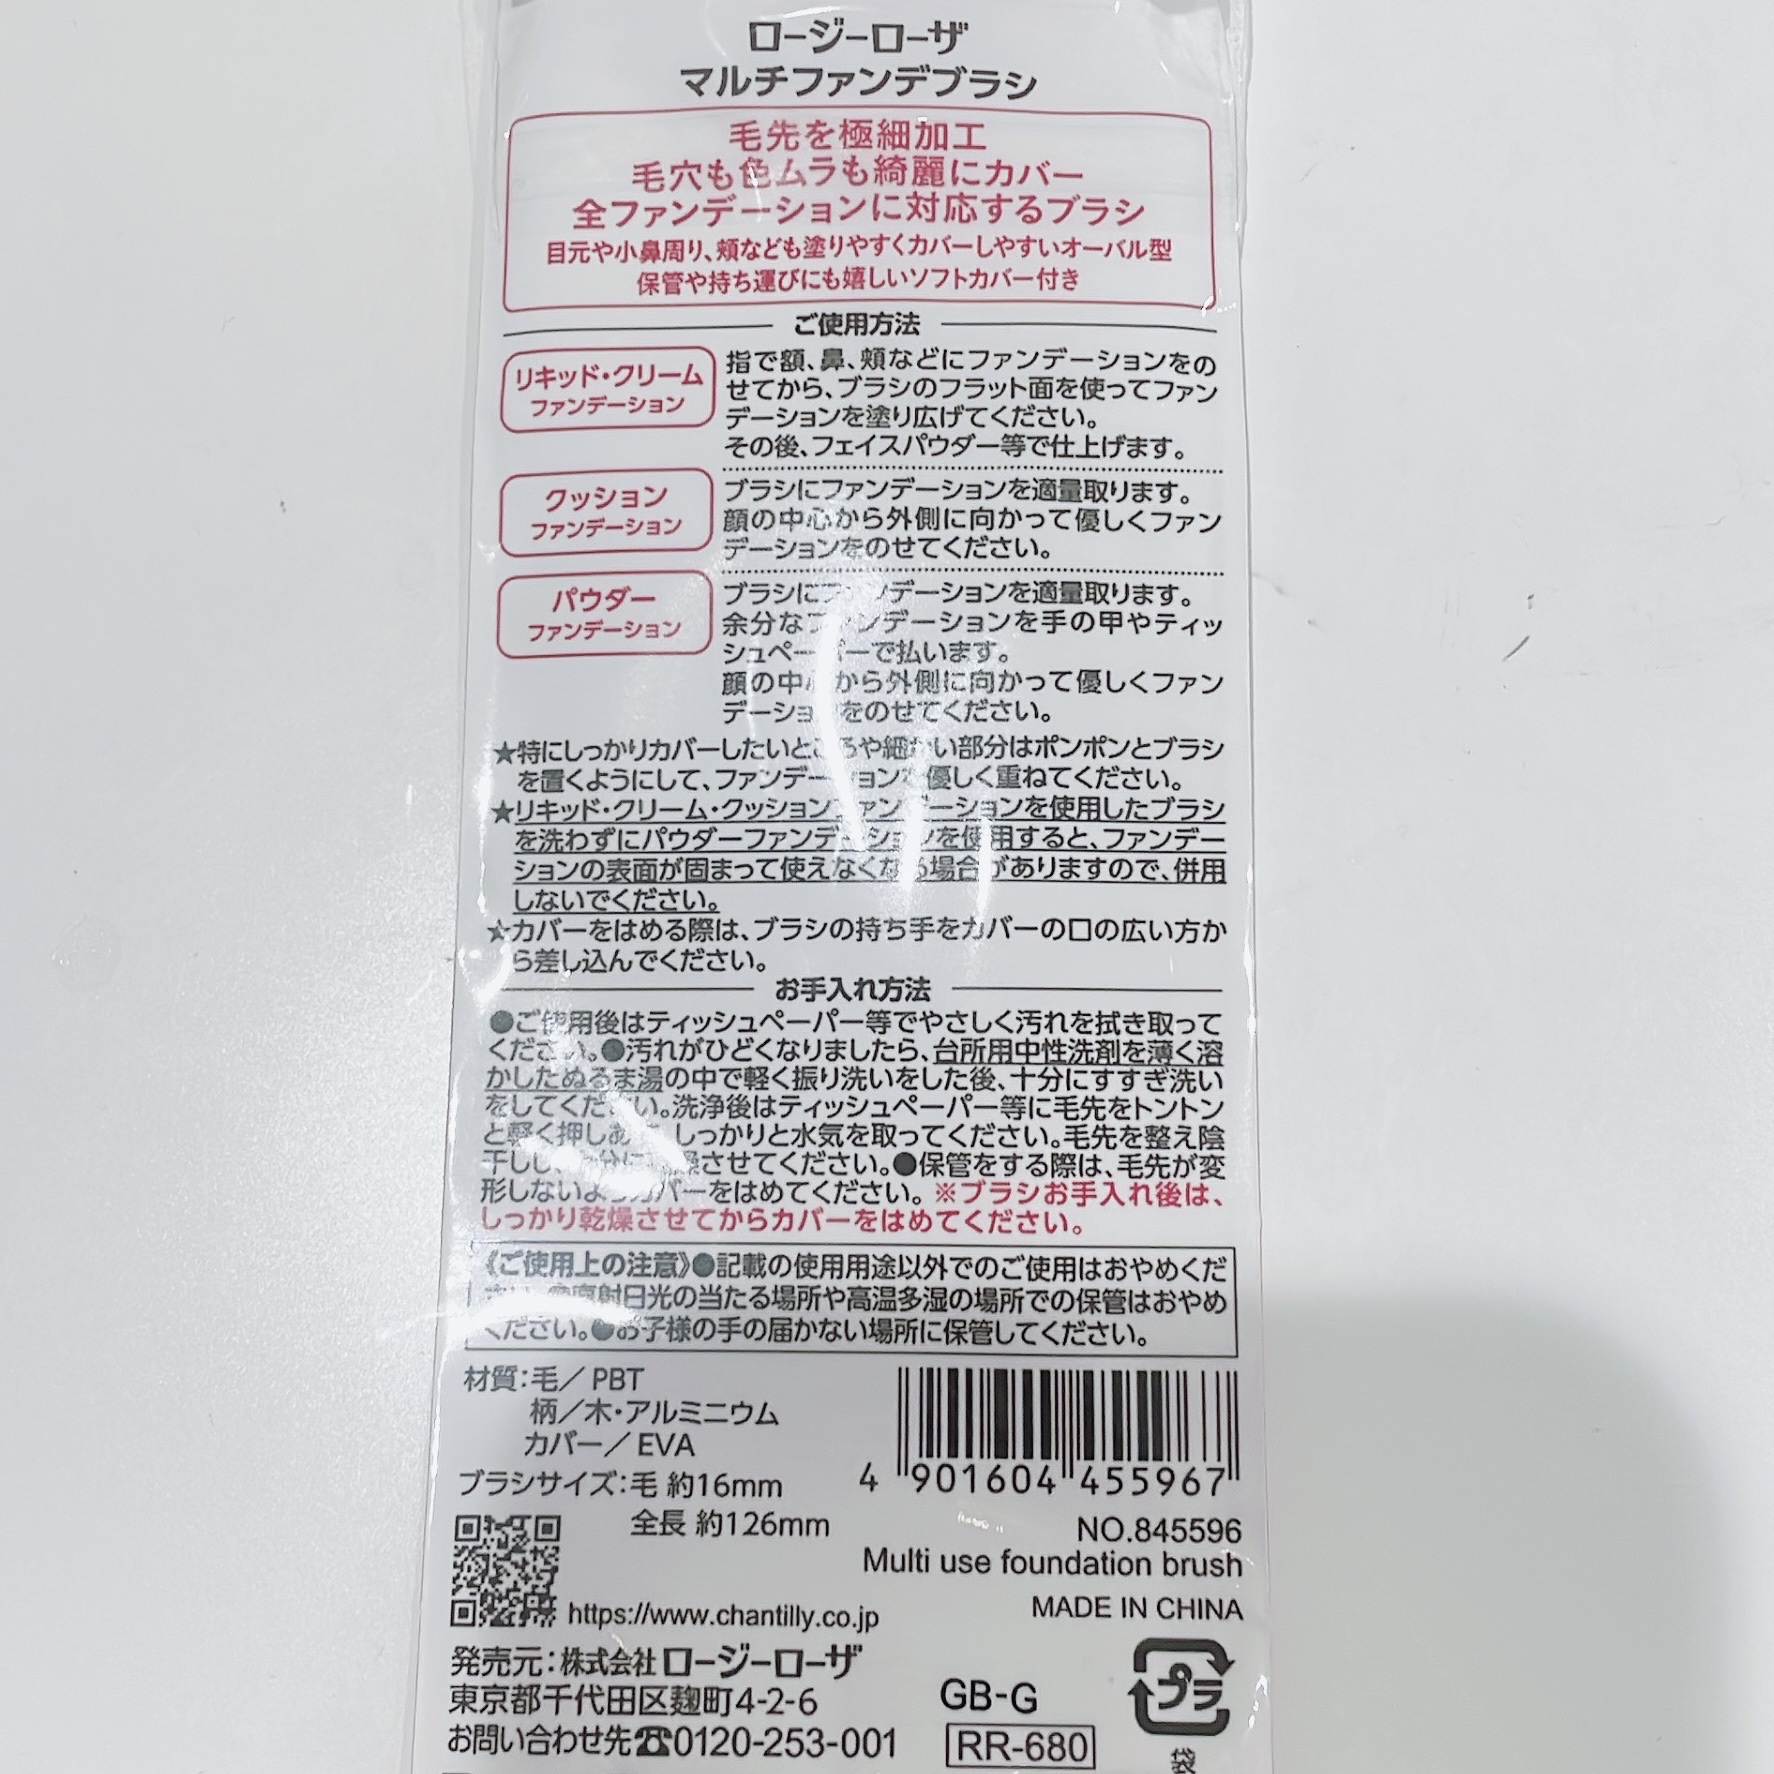 ロージーローザ
マルチファンデブラシ
毛先を極細加工
毛穴も色ムラも綺麗にカバー
全ファンデーションに対応するブラシ
目元や小鼻周り、頬なども塗りやすくカバーしやすいオーバル型
保管や持ち運びにも嬉しいソフトカバー付き
ご使用方法
リキッド・クリーム
ファンデーション
指で額、鼻、頬などにファンデーションをの
せてから、ブラシのフラット面を使ってファン
デーションを塗り広げてください。
その後、フェイスパウダー等で仕上げます。
クッション
ファンデーション
ブラシにファンデーションを適量取ります。
顔の中心から外側に向かって優しくファン
デーションをのせてください。
パウダー
ファンデーション
ブラシにファンデーションを適量取ります。
余分なファンデーションを手の甲やティッ
シュペーパーで払います。
顔の中心から外側に向かって優しくファン
デーションをのせてください。
★特にしっかりカバーしたいところや細かい部分はポンポンとブラシ
を置くようにして、ファンデーションを優しく重ねてください。
★リキッド・クリーム・クッションファンデーションを使用したブラシ
を洗わずにパウダーファンデーションを使用すると、ファンデー
ションの表面が固まって使えなくなる場合がありますので、併用
しないでください。
★カバーをはめる際は、ブラシの持ち手をカバーの口の広い方か
ら差し込んでください。
お手入れ方法
●ご使用後はティッシュペーパー等でやさしく汚れを拭き取って
ください。●汚れがひどくなりましたら、台所用中性洗剤を薄く溶
かしたぬるま湯の中で軽く振り洗いをした後、十分にすすぎ洗い
をしてください。洗浄後はティッシュペーパー等に毛先をトントン
と軽く押しあて、しっかりと水気を取ってください。毛先を整え陰
干しし、十分に乾燥させてください。●保管をする際は、毛先が変
形しないようカバーをはめてください。※ブラシお手入れ後は、
しっかり乾燥させてからカバーをはめてください。
《ご使用上の注意》●記載の使用用途以外でのご使用はおやめくだ
さい。●直射日光の当たる場所や高温多湿の場所での保管はおやめ
ください。●お子様の手の届かない場所に保管してください。
材質：毛／PBT
柄／木・アルミニウム
カバー／EVA
ブラシサイズ：毛 約16mm
全長 約126mm
4 901604 455967
NO.845596
Multi use foundation brush
MADE IN CHINA
https://www.chantilly.co.jp
発売元：株式会社ロージーローザ
東京都千代田区麹町4-2-6
お問い合わせ先☎0120-253-001
GB-G
RR-680
プラ
袋